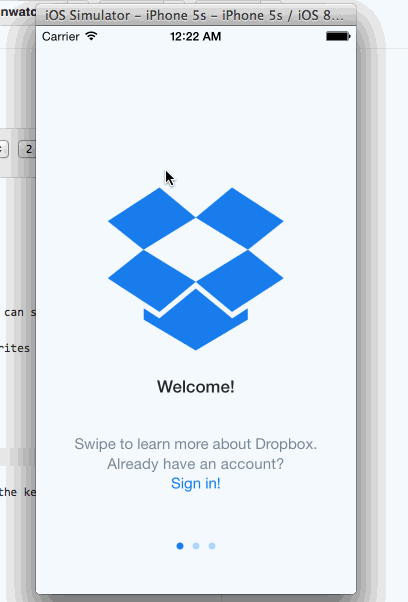 nwato
iOS Simulator - iPhone 5s - iPhone 5s / iOS 8...
Carrier 12:22 AM
2
can s
rites
the ke
Welcome!
Swipe to learn more about Dropbox.
Already have an account?
Sign in!